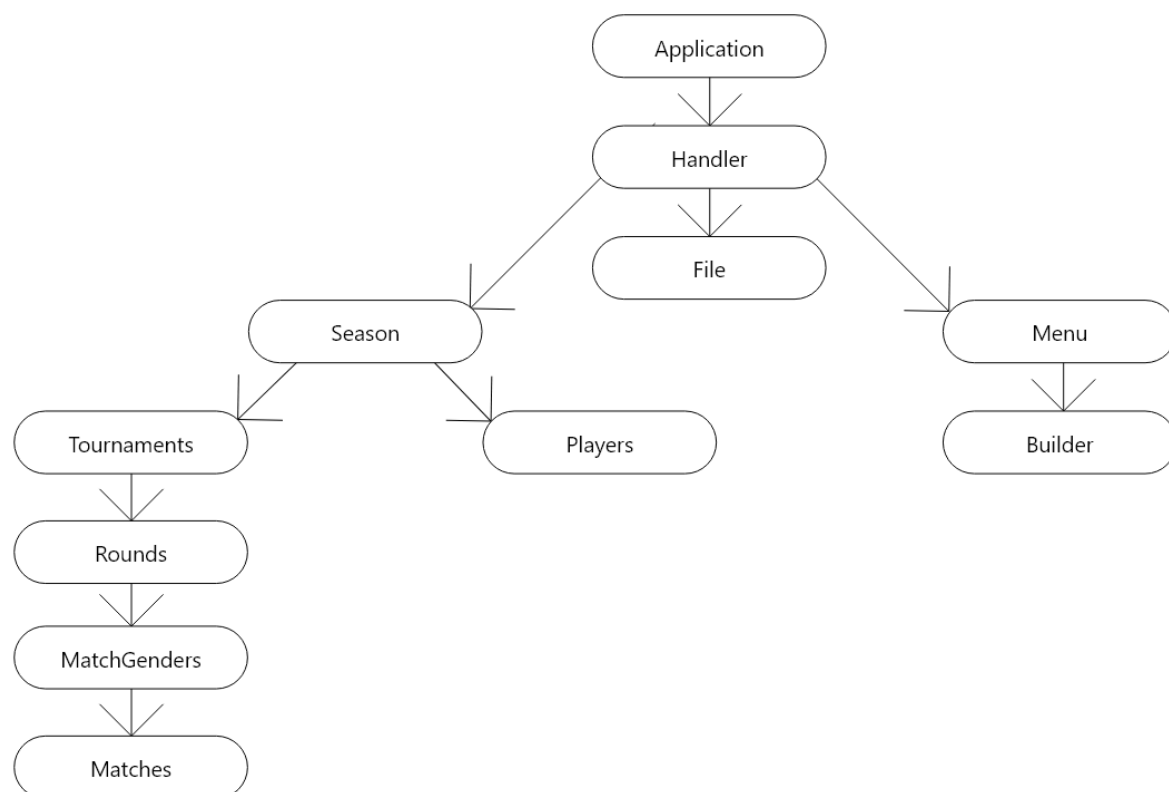 Application
Handler
File
Season
Menu
Tournaments
Players
Builder
Rounds
MatchGenders
Matches